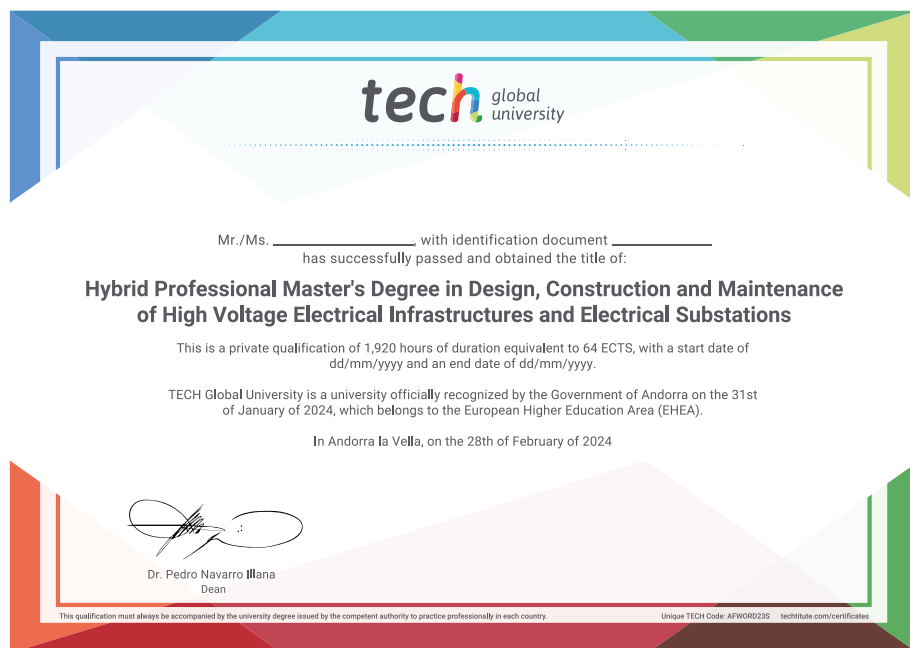 tech global
university
Mr./Ms. ____________, with identification document ____________
has successfully passed and obtained the title of:
Hybrid Professional Master's Degree in Design, Construction and Maintenance
of High Voltage Electrical Infrastructures and Electrical Substations
This is a private qualification of 1,920 hours of duration equivalent to 64 ECTS, with a start date of
dd/mm/yyyy and an end date of dd/mm/yyyy.
TECH Global University is a university officially recognized by the Government of Andorra on the 31st
of January of 2024, which belongs to the European Higher Education Area (EHEA).
In Andorra la Vella, on the 28th of February of 2024
Dr. Pedro Navarro Illana
Dean
This qualification must always be accompanied by the university degree issued by the competent authority to practice professionally in each country.
Unique TECH Code: AFWORD23S techtitute.com/certificates